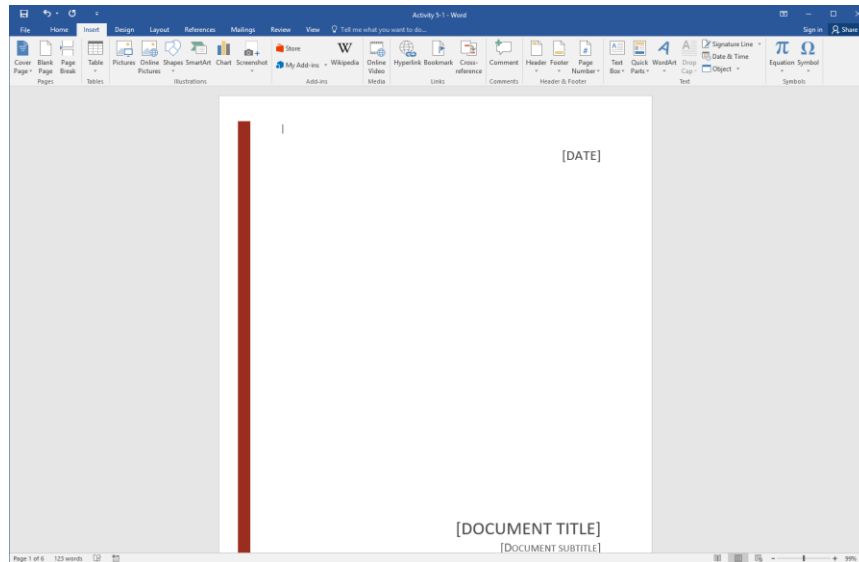 Activity 5-1 - Word
File Home Insert Design Layout References Mailings Review View Tell me what you want to do... Sign in Share
Cover Page Blank Page Page Break Table Pictures Online Pictures Shapes SmartArt Chart Screenshot Store My Add-ins W Wikipedia Online Video Hyperlink Bookmark Cross-reference Comment Header Footer Page Number Text Box Quick Parts WordArt Drop Cap Signature Line Date & Time Object π Equation Ω Symbol
Pages Tables Illustrations Add-ins Media Links Comments Header & Footer Text Symbols
[DATE]
[DOCUMENT TITLE]
[DOCUMENT SUBTITLE]
Page 1 of 6 123 words 99%